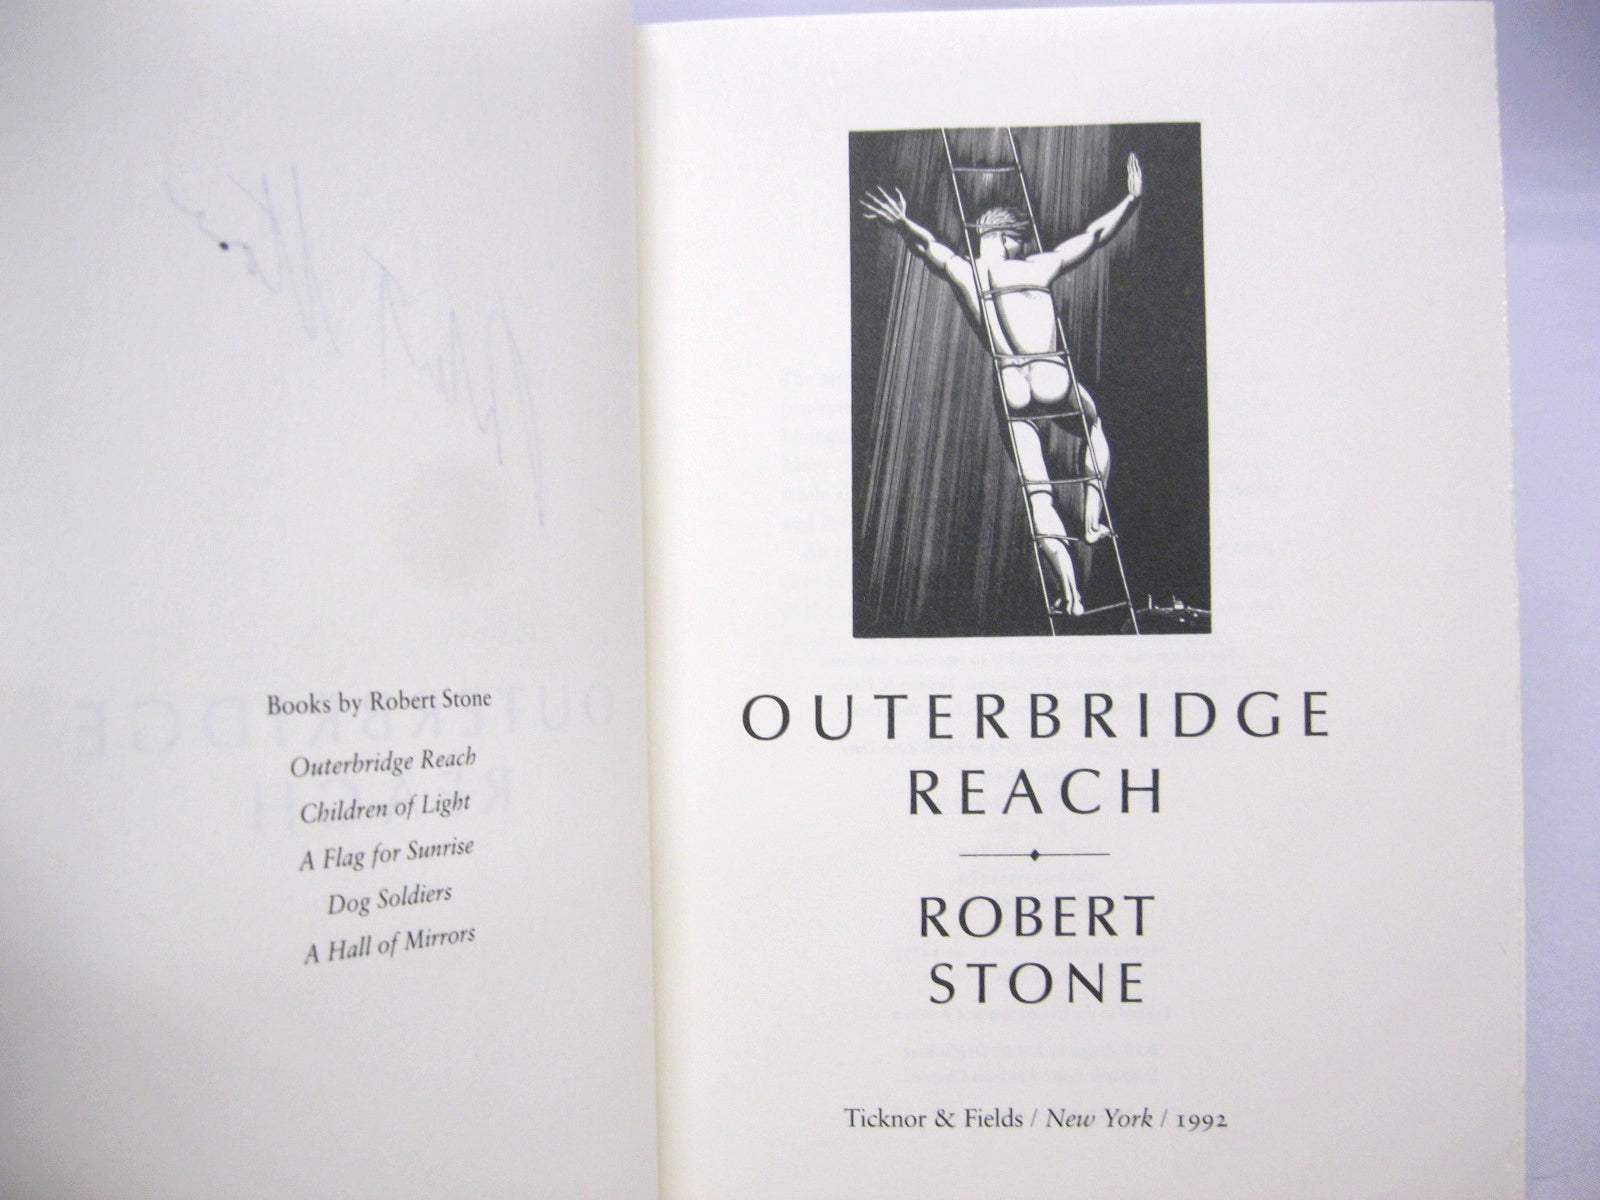 Books by Robert Stone
Outerbridge Reach
Children of Light
A Flag for Sunrise
Dog Soldiers
A Hall of Mirrors
OUTERBRIDGE
REACH
ROBERT
STONE
Ticknor & Fields / New York / 1992